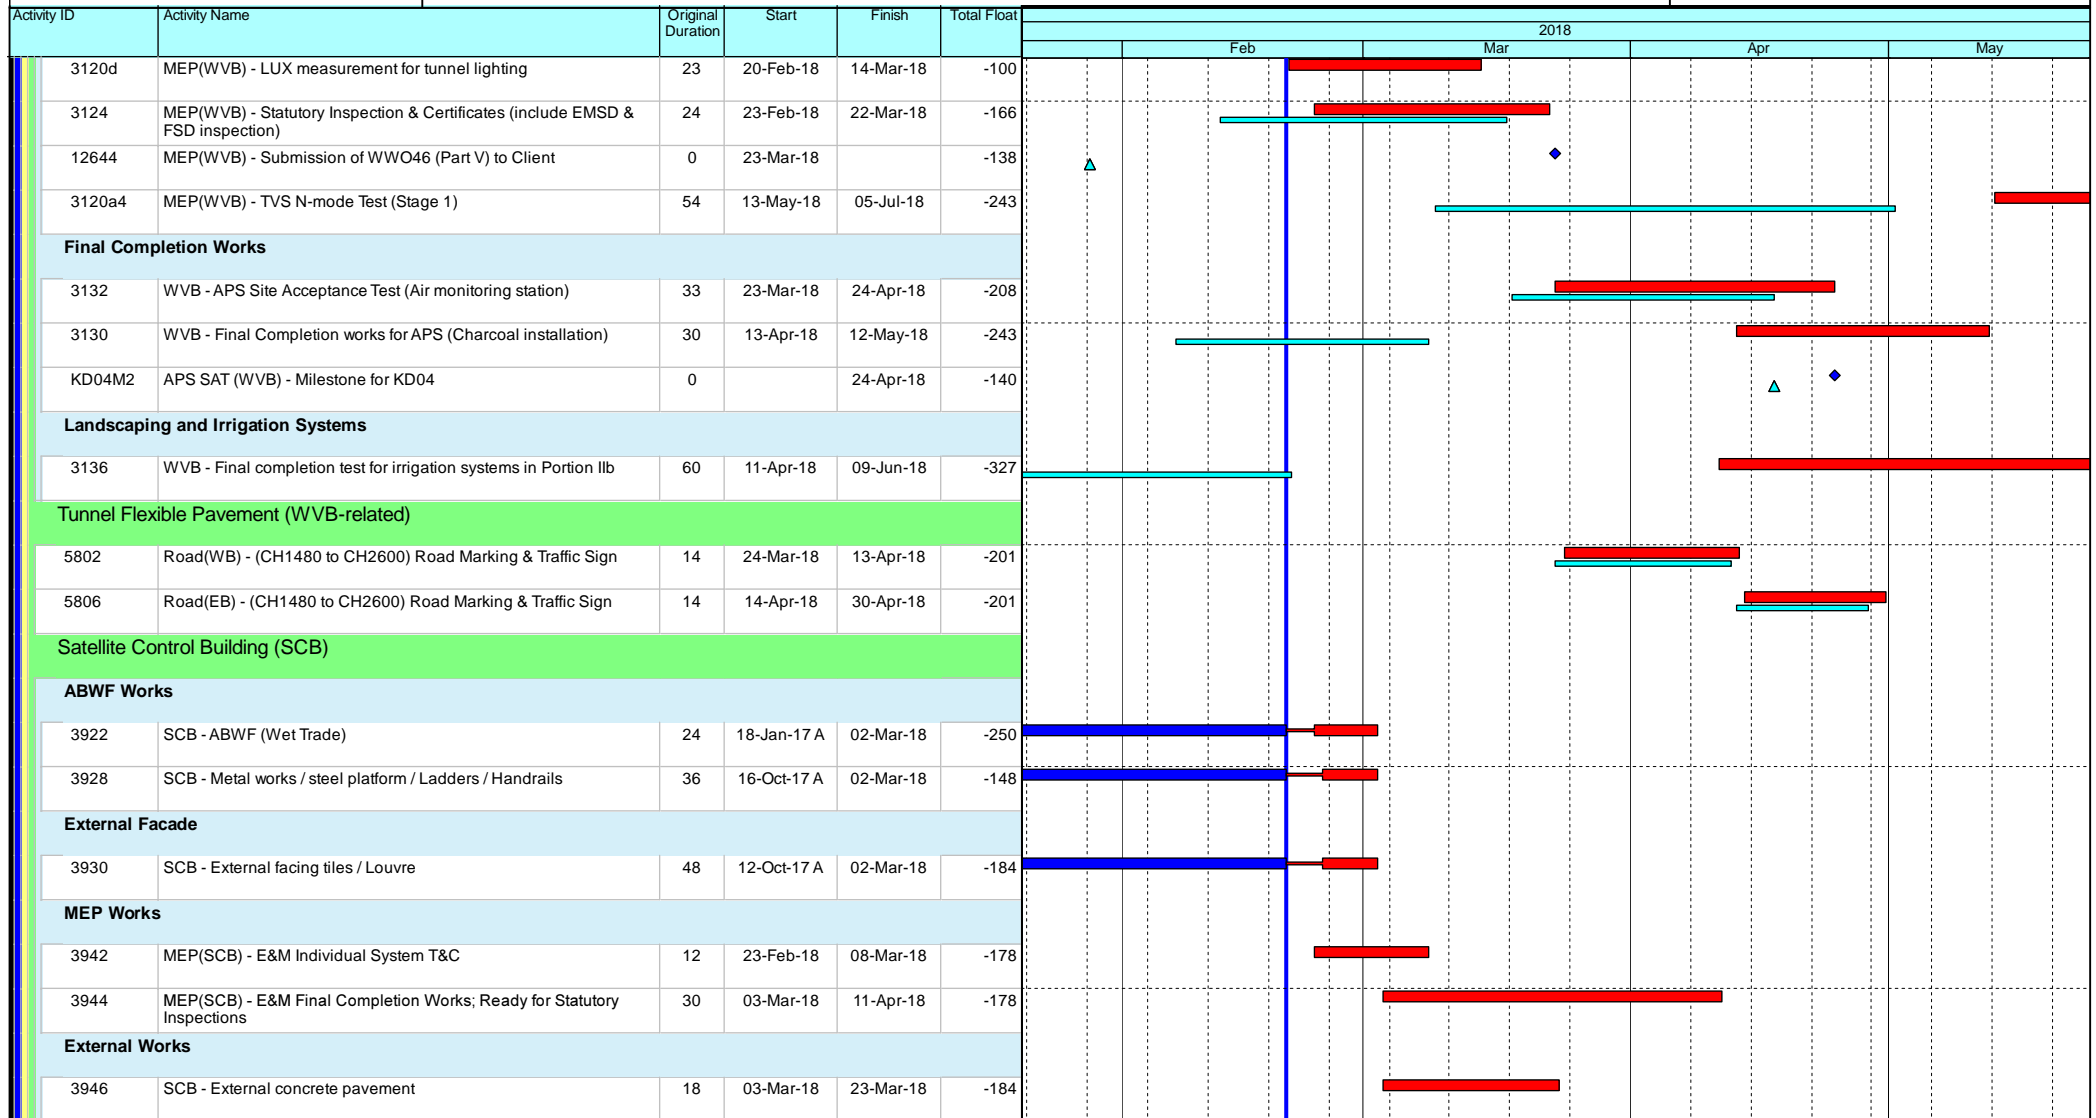 Activity ID Activity Name Original Start Finish Total Float
Duration
2018
Feb Mar Apr May
3120d MEP(WVB) - LUX measurement for tunnel lighting 23 20-Feb-18 14-Mar-18 -100
3124 MEP(WVB) - Statutory Inspection & Certificates (include EMSD & 24 23-Feb-18 22-Mar-18 -166
FSD inspection)
12644 MEP(WVB) - Submission of WWO46 (Part V) to Client 0 23-Mar-18 -138
3120a4 MEP(WVB) - TVS N-mode Test (Stage 1) 54 13-May-18 05-Jul-18 -243
Final Completion Works
3132 WVB - APS Site Acceptance Test (Air monitoring station) 33 23-Mar-18 24-Apr-18 -208
3130 WVB - Final Completion works for APS (Charcoal installation) 30 13-Apr-18 12-May-18 -243
KD04M2 APS SAT (WVB) - Milestone for KD04 0 24-Apr-18 -140
Landscaping and Irrigation Systems
3136 WVB - Final completion test for irrigation systems in Portion IIb 60 11-Apr-18 09-Jun-18 -327
Tunnel Flexible Pavement (WVB-related)
5802 Road(WB) - (CH1480 to CH2600) Road Marking & Traffic Sign 14 24-Mar-18 13-Apr-18 -201
5806 Road(EB) - (CH1480 to CH2600) Road Marking & Traffic Sign 14 14-Apr-18 30-Apr-18 -201
Satellite Control Building (SCB)
ABWF Works
3922 SCB - ABWF (Wet Trade) 24 18-Jan-17 A 02-Mar-18 -250
3928 SCB - Metal works / steel platform / Ladders / Handrails 36 16-Oct-17 A 02-Mar-18 -148
External Facade
3930 SCB - External facing tiles / Louvre 48 12-Oct-17 A 02-Mar-18 -184
MEP Works
3942 MEP(SCB) - E&M Individual System T&C 12 23-Feb-18 08-Mar-18 -178
3944 MEP(SCB) - E&M Final Completion Works; Ready for Statutory 30 03-Mar-18 11-Apr-18 -178
Inspections
External Works
3946 SCB - External concrete pavement 18 03-Mar-18 23-Mar-18 -184